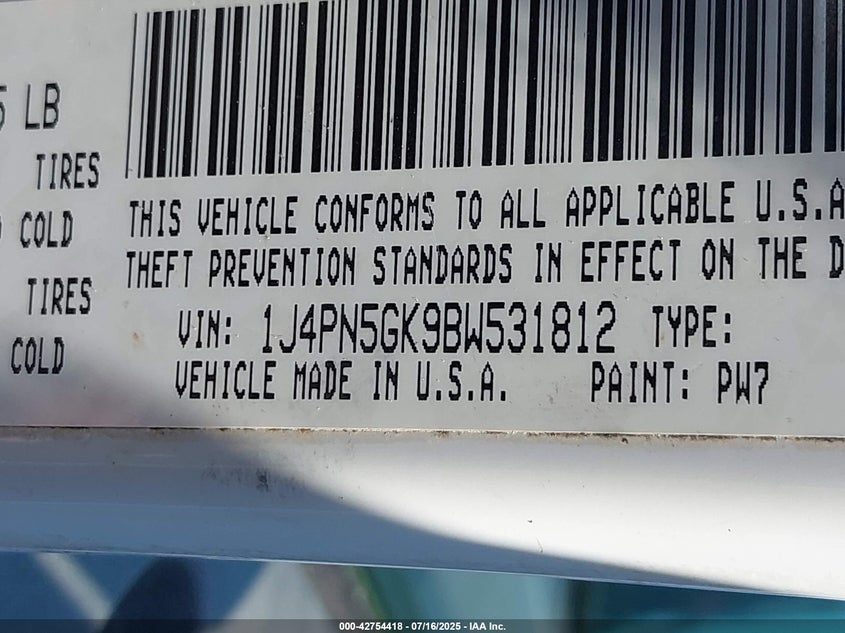 5 LB
TIRES
COLD
TIRES
COLD
THIS VEHICLE CONFORMS TO ALL APPLICABLE U.S.A
THEFT PREVENTION STANDARDS IN EFFECT ON THE D
VIN: 1J4PN5GK9BW531812 TYPE:
VEHICLE MADE IN U.S.A. PAINT: PW7
000-42754418 - 07/16/2025 - IAA Inc.